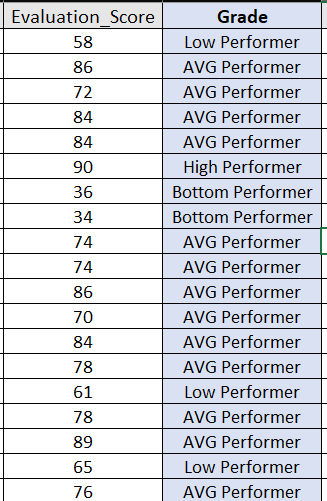 Evaluation_Score Grade
58 Low Performer
86 AVG Performer
72 AVG Performer
84 AVG Performer
84 AVG Performer
90 High Performer
36 Bottom Performer
34 Bottom Performer
74 AVG Performer
74 AVG Performer
86 AVG Performer
70 AVG Performer
84 AVG Performer
78 AVG Performer
61 Low Performer
78 AVG Performer
89 AVG Performer
65 Low Performer
76 AVG Performer